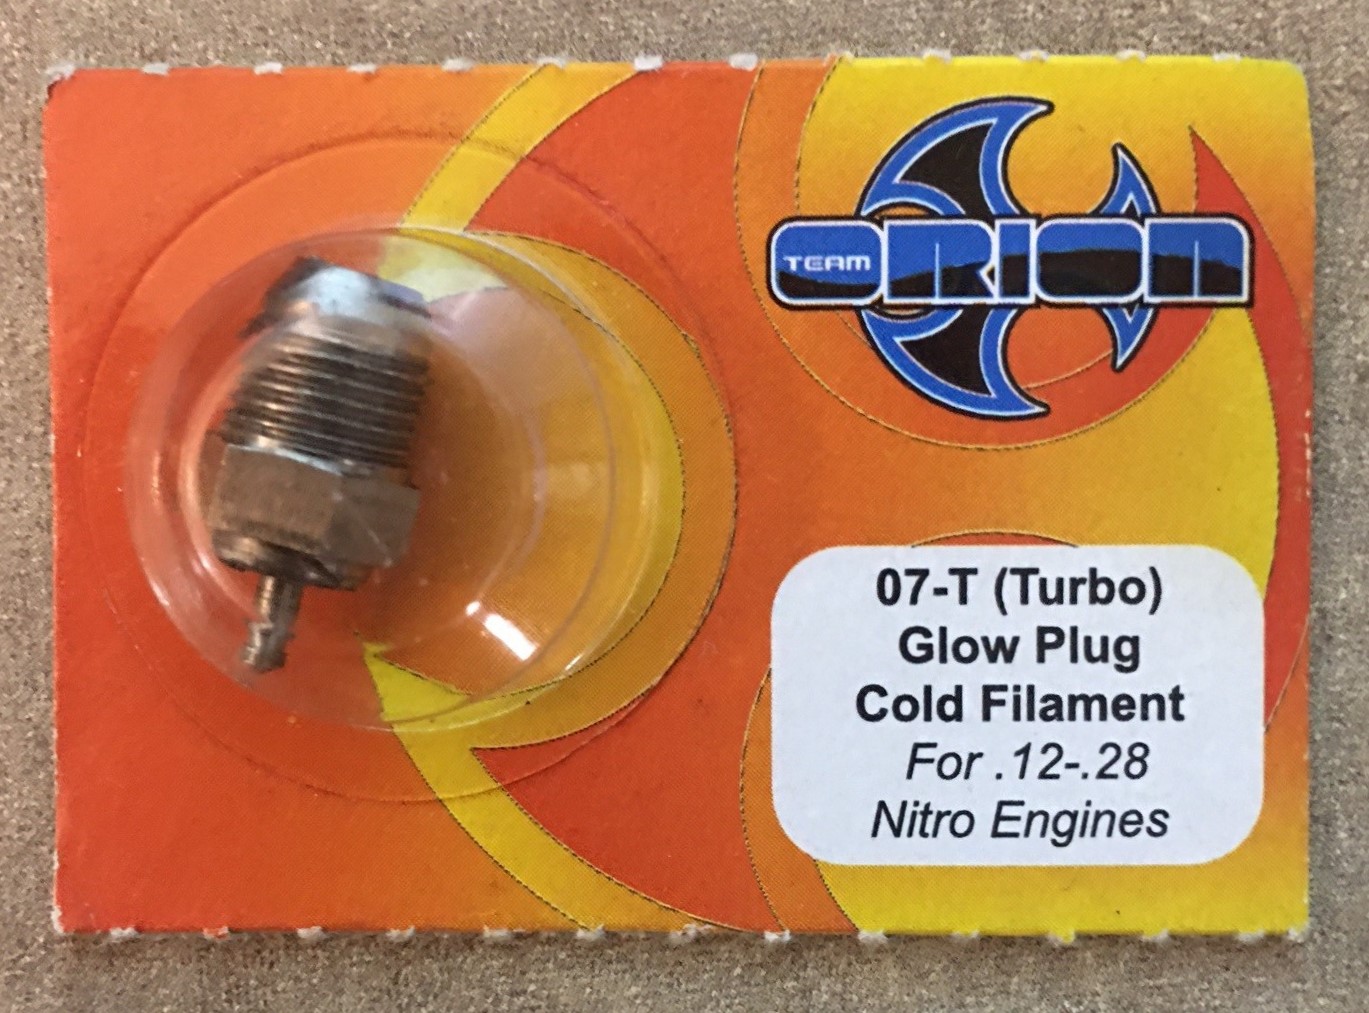 TEAM ORION
07-T (Turbo)
Glow Plug
Cold Filament
For .12-.28
Nitro Engines